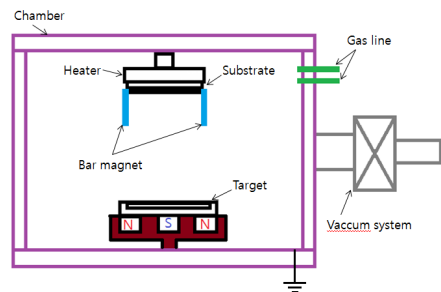 Chamber
Gas line
Heater
Substrate
Bar magnet
Target
N S N
Vaccum system